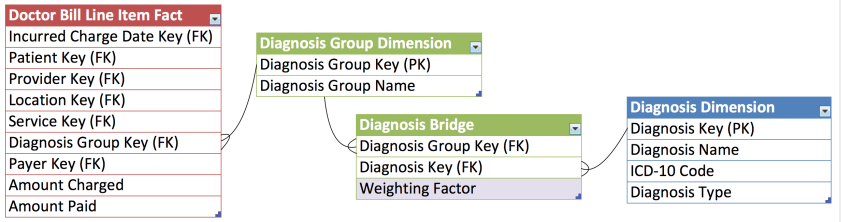 Doctor Bill Line Item Fact
Incurred Charge Date Key (FK)
Patient Key (FK)
Provider Key (FK)
Location Key (FK)
Service Key (FK)
Diagnosis Group Key (FK)
Payer Key (FK)
Amount Charged
Amount Paid
Diagnosis Group Dimension
Diagnosis Group Key (PK)
Diagnosis Group Name
Diagnosis Bridge
Diagnosis Group Key (FK)
Diagnosis Key (FK)
Weighting Factor
Diagnosis Dimension
Diagnosis Key (PK)
Diagnosis Name
ICD-10 Code
Diagnosis Type